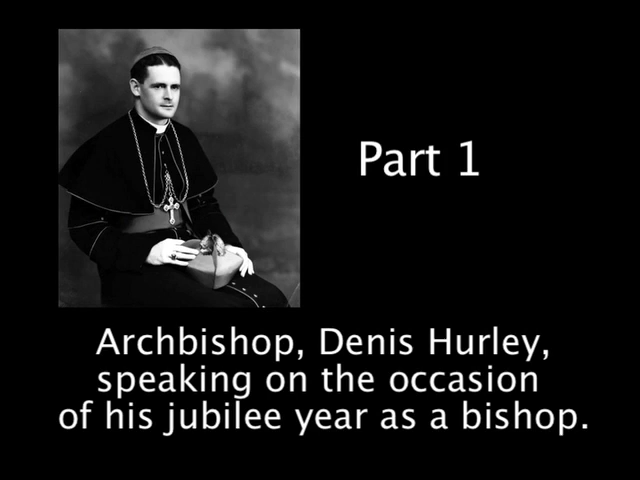 Part 1
Archbishop, Denis Hurley,
speaking on the occasion
of his jubilee year as a bishop.